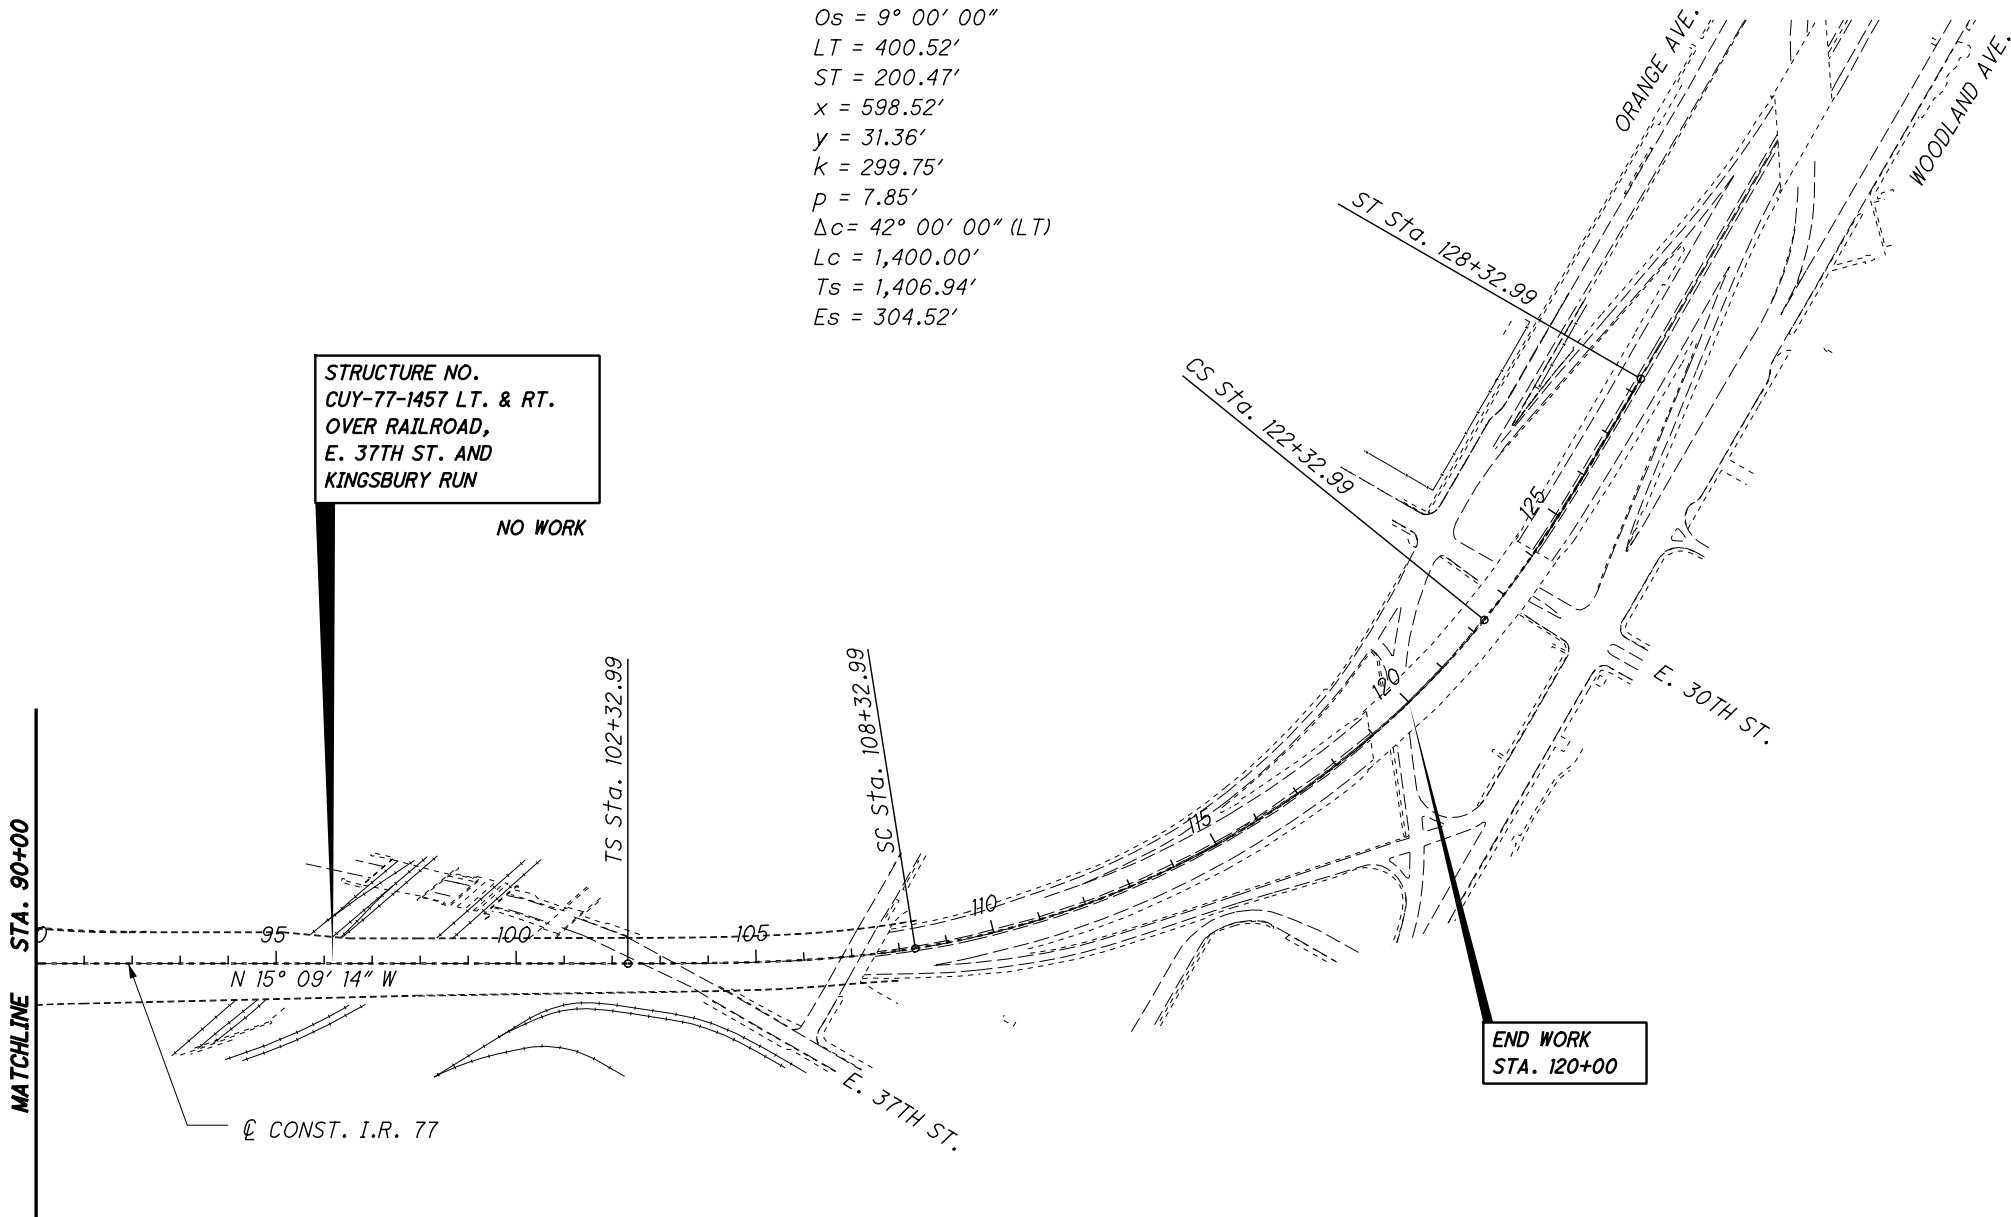 Os = 9° 00' 00"
LT = 400.52'
ST = 200.47'
x = 598.52'
y = 31.36'
k = 299.75'
p = 7.85'
Δc= 42° 00' 00" (LT)
Lc = 1,400.00'
Ts = 1,406.94'
Es = 304.52'
ORANGE AVE.
WOODLAND AVE.
ST Sta. 128+32.99
CS Sta. 122+32.99
STRUCTURE NO.
CUY-77-1457 LT. & RT.
OVER RAILROAD,
E. 37TH ST. AND
KINGSBURY RUN
NO WORK
125
120
115
110
105
100
95
0
TS Sta. 102+32.99
SC Sta. 108+32.99
E. 30TH ST.
MATCHLINE STA. 90+00
N 15° 09' 14" W
END WORK
STA. 120+00
E. 37TH ST.
℄ CONST. I.R. 77